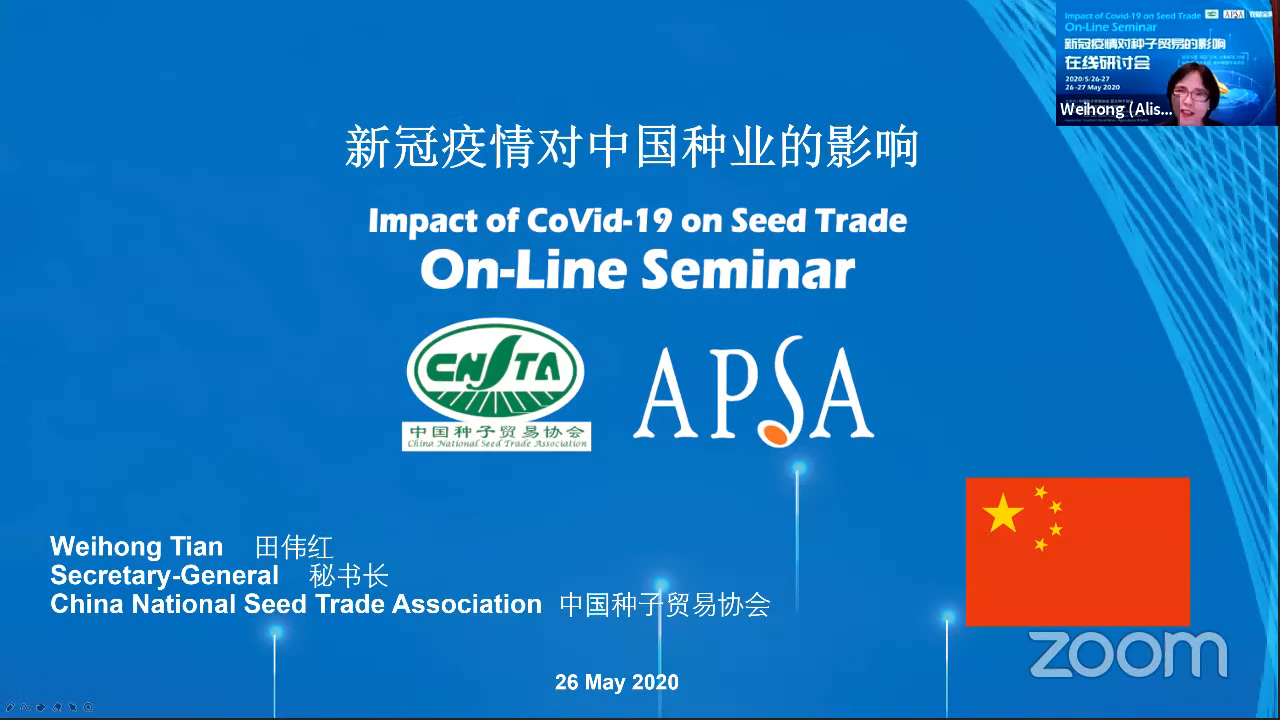 Impact of Covid-19 on Seed Trade
On-Line Seminar
新冠疫情对种子贸易的影响
在线研讨会
2020/5/26-27
26-27 May 2020
Weihong (Alis...
新冠疫情对中国种业的影响
Impact of CoVid-19 on Seed Trade
On-Line Seminar
CNSTA
中国种子贸易协会
China National Seed Trade Association
APSA
Weihong Tian 田伟红
Secretary-General 秘书长
China National Seed Trade Association 中国种子贸易协会
26 May 2020
zoom